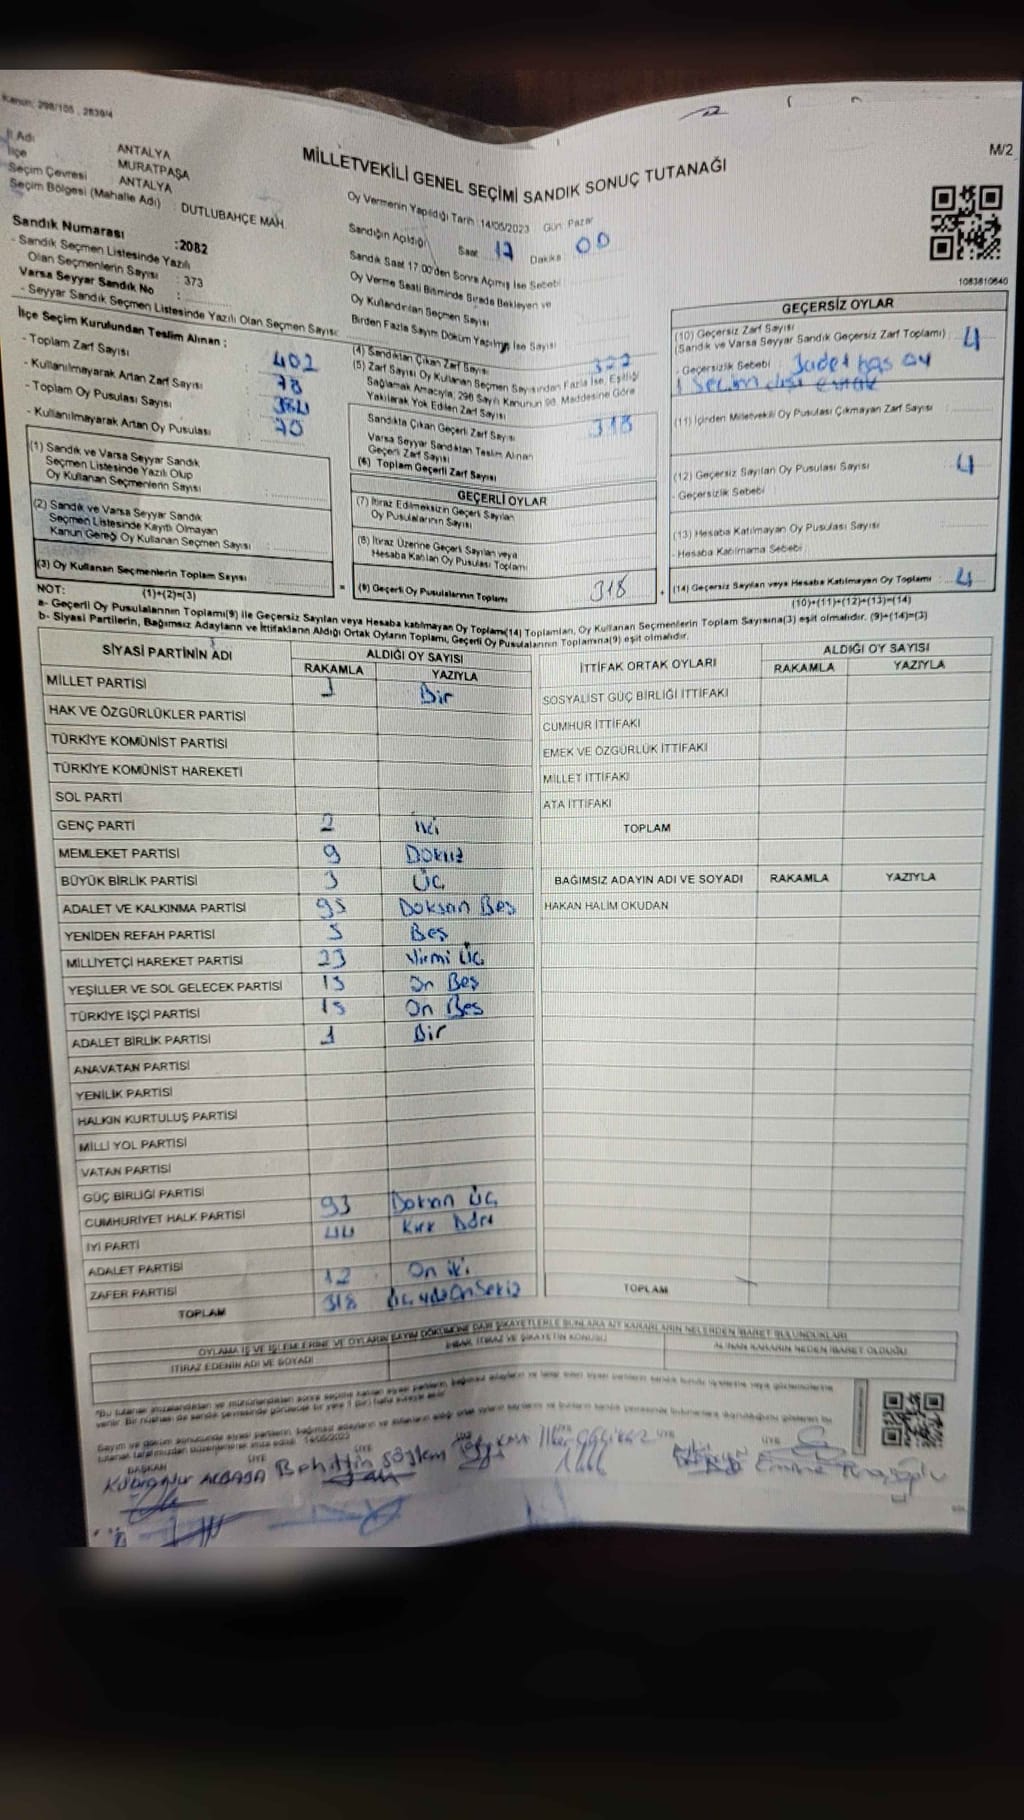 Kanun: 298/105 , 2839/4
M/2
MİLLETVEKİLİ GENEL SEÇİMİ SANDIK SONUÇ TUTANAĞI
İl Adı : ANTALYA
İlçe : MURATPAŞA
Seçim Çevresi : ANTALYA
Seçim Bölgesi (Mahalle Adı) : DUTLUBAHÇE MAH.
Sandık Numarası :2082
- Sandık Seçmen Listesinde Yazılı
Olan Seçmenlerin Sayısı : 373
Varsa Seyyar Sandık No :
- Seyyar Sandık Seçmen Listesinde Yazılı Olan Seçmen Sayısı
Oy Vermenin Yapıldığı Tarih : 14/05/2023 Gün: Pazar
Sandığın Açıldığı Saat 17 Dakika 00
Sandık Saat 17.00'den Sonra Açılmış İse Sebebi
Oy Verme Saati Bitiminde Sırada Bekleyen ve
Oy Kullandırılan Seçmen Sayısı
Birden Fazla Sayım Döküm Yapılmış İse Sayısı
1083810640
İlçe Seçim Kurulundan Teslim Alınan ;
- Toplam Zarf Sayısı : 402
- Kullanılmayarak Artan Zarf Sayısı : 78
- Toplam Oy Pusulası Sayısı :
- Kullanılmayarak Artan Oy Pusulası : 70
(1) Sandık ve Varsa Seyyar Sandık
Seçmen Listesinde Yazılı Olup
Oy Kullanan Seçmenlerin Sayısı :
(2) Sandık ve Varsa Seyyar Sandık
Seçmen Listesinde Kayıtlı Olmayan
Kanun Gereği Oy Kullanan Seçmen Sayısı :
(3) Oy Kullanan Seçmenlerin Toplam Sayısı
(1)+(2)=(3)
(4) Sandıktan Çıkan Zarf Sayısı 322
(5) Zarf Sayısı Oy Kullanan Seçmen Sayısından Fazla İse, Eşitliği
Sağlamak Amacıyla, 298 Sayılı Kanunun 98. Maddesine Göre
Yakılarak Yok Edilen Zarf Sayısı
Sandıkta Çıkan Geçerli Zarf Sayısı 318
Varsa Seyyar Sandıktan Teslim Alınan
Geçerli Zarf Sayısı
(6) Toplam Geçerli Zarf Sayısı
GEÇERLİ OYLAR
(7) İtiraz Edilmeksizin Geçerli Sayılan
Oy Pusulalarının Sayısı
(8) İtiraz Üzerine Geçerli Sayılan veya
Hesaba Katılan Oy Pusulası Toplamı
= (9) Geçerli Oy Pusulalarının Toplamı 318
GEÇERSİZ OYLAR
(10) Geçersiz Zarf Sayısı
(Sandık ve Varsa Seyyar Sandık Geçersiz Zarf Toplamı) : 4
- Geçersizlik Sebebi : 3 adet boş oy
1 Seçim dışı evrak
(11) İçinden Milletvekili Oy Pusulası Çıkmayan Zarf Sayısı :
(12) Geçersiz Sayılan Oy Pusulası Sayısı : 4
- Geçersizlik Sebebi
(13) Hesaba Katılmayan Oy Pusulası Sayısı :
- Hesaba Katılmama Sebebi
+ (14) Geçersiz Sayılan veya Hesaba Katılmayan Oy Toplamı : 4
(10)+(11)+(12)+(13)=(14)
NOT:
a- Geçerli Oy Pusulalarının Toplamı(9) ile Geçersiz Sayılan veya Hesaba katılmayan Oy Toplamı(14) Toplamları, Oy Kullanan Seçmenlerin Toplam Sayısına(3) eşit olmalıdır. (9)+(14)=(3)
b- Siyasi Partilerin, Bağımsız Adayların ve İttifakların Aldığı Ortak Oyların Toplamı, Geçerli Oy Pusulalarının Toplamına(9) eşit olmalıdır.
SİYASİ PARTİNİN ADI ALDIĞI OY SAYISI
RAKAMLA YAZIYLA
MİLLET PARTİSİ 1 Bir
HAK VE ÖZGÜRLÜKLER PARTİSİ
TÜRKİYE KOMÜNİST PARTİSİ
TÜRKİYE KOMÜNİST HAREKETİ
SOL PARTİ
GENÇ PARTİ 2 iki
MEMLEKET PARTİSİ 9 Dokuz
BÜYÜK BİRLİK PARTİSİ 3 Üç
ADALET VE KALKINMA PARTİSİ 95 Doksan Beş
YENİDEN REFAH PARTİSİ 5 Beş
MİLLİYETÇİ HAREKET PARTİSİ 23 Yirmi Üç
YEŞİLLER VE SOL GELECEK PARTİSİ 15 On Beş
TÜRKİYE İŞÇİ PARTİSİ 15 On Beş
ADALET BİRLİK PARTİSİ 1 Bir
ANAVATAN PARTİSİ
YENİLİK PARTİSİ
HALKIN KURTULUŞ PARTİSİ
MİLLİ YOL PARTİSİ
VATAN PARTİSİ
GÜÇ BİRLİĞİ PARTİSİ
CUMHURİYET HALK PARTİSİ 93 Doksan Üç
İYİ PARTİ 44 Kırk Dört
ADALET PARTİSİ
ZAFER PARTİSİ 12 On iki
TOPLAM 318 Üç yüz On Sekiz
İTTİFAK ORTAK OYLARI ALDIĞI OY SAYISI
RAKAMLA YAZIYLA
SOSYALİST GÜÇ BİRLİĞİ İTTİFAKI
CUMHUR İTTİFAKI
EMEK VE ÖZGÜRLÜK İTTİFAKI
MİLLET İTTİFAKI
ATA İTTİFAKI
TOPLAM
BAĞIMSIZ ADAYIN ADI VE SOYADI RAKAMLA YAZIYLA
HAKAN HALİM OKUDAN
TOPLAM
OYLAMA İŞ VE İŞLEMLERİNE VE OYLARIN SAYIM DÖKÜMÜNE DAİR ŞİKAYETLERLE BUNLARA AİT KARARLARIN NELERDEN İBARET BULUNDUKLARI
İTİRAZ EDENİN ADI VE SOYADI
İTİRAZ VE ŞİKAYETİN KONUSU
ALINAN KARARIN NEDEN İBARET OLDUĞU
BAŞKAN ÜYE ÜYE ÜYE ÜYE
Behittin Söylem
Emine